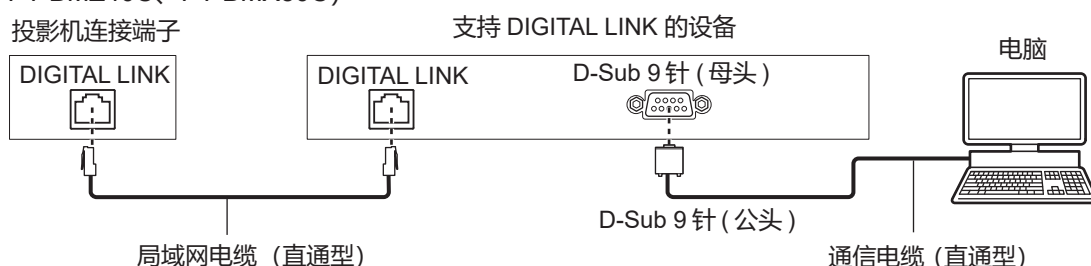 投影机连接端子
支持 DIGITAL LINK 的设备
电脑
DIGITAL LINK
DIGITAL LINK
D-Sub 9 针 ( 母头 )
D-Sub 9 针 ( 公头 )
局域网电缆（直通型）
通信电缆 (直通型）